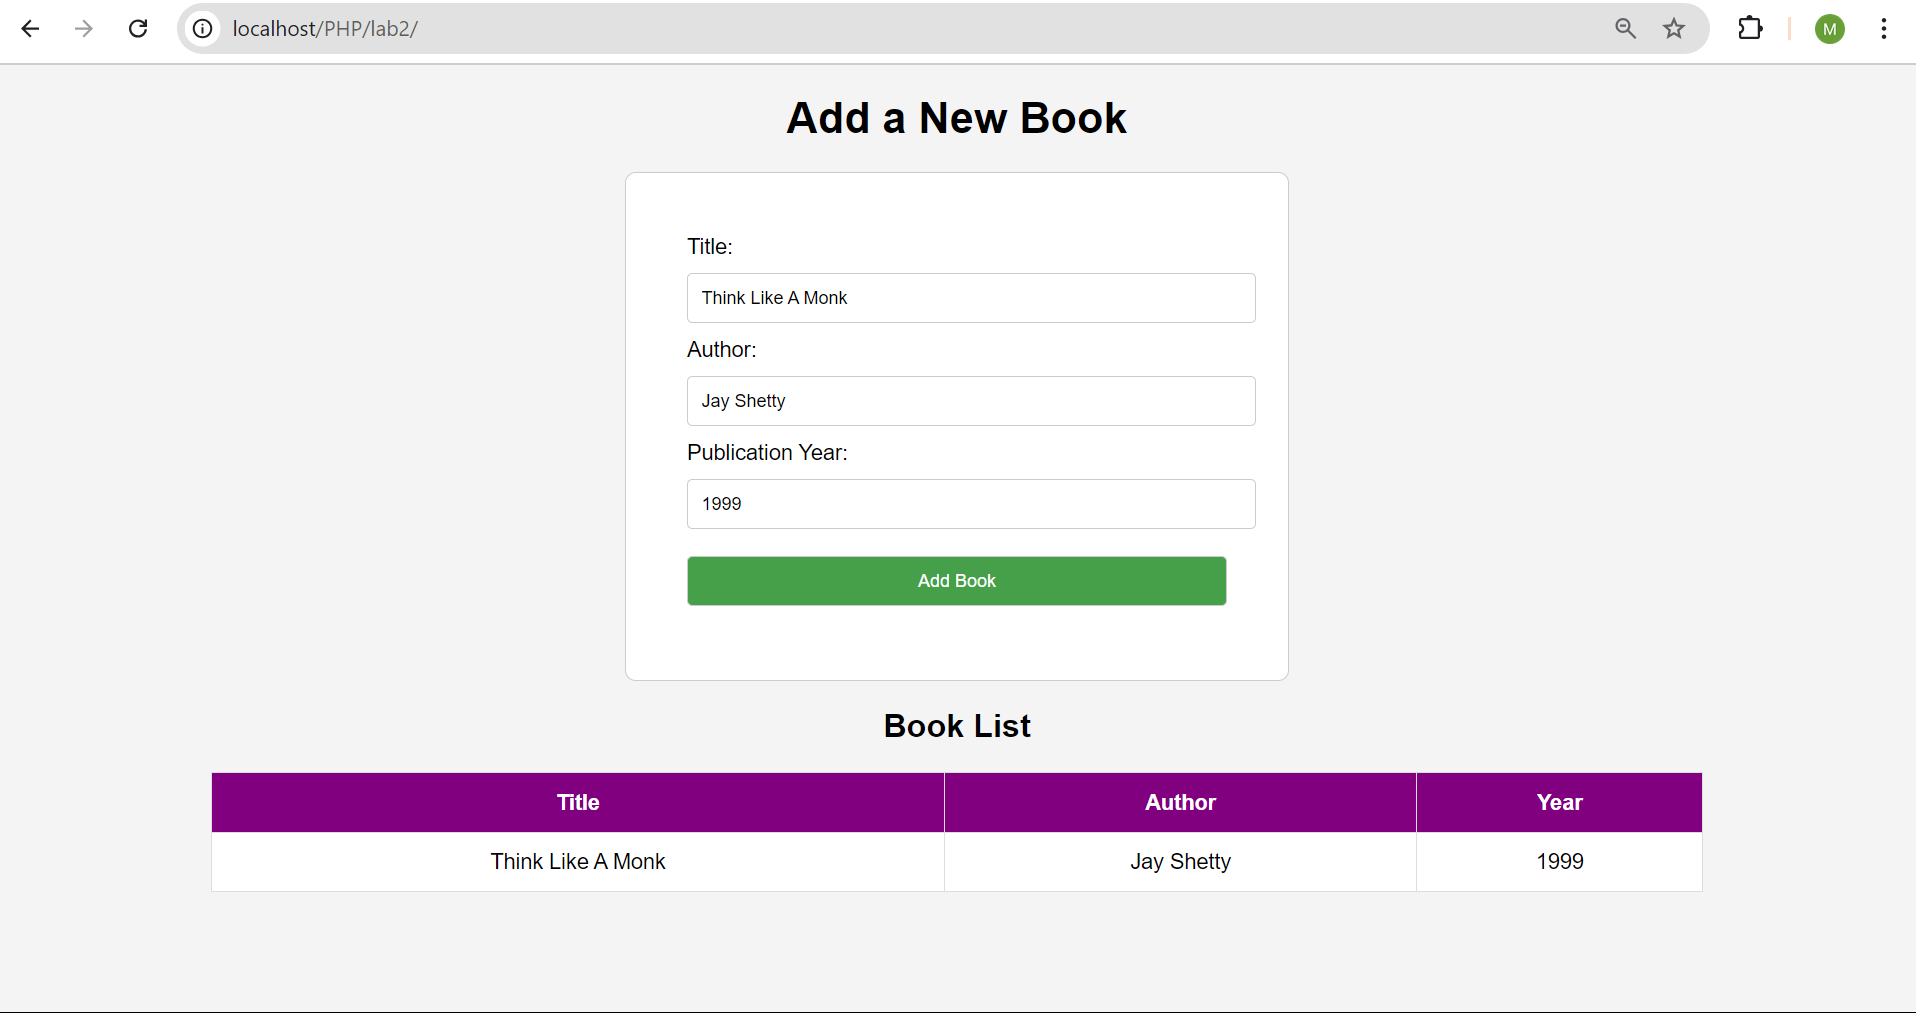 localhost/PHP/lab2/
M
Add a New Book
Title:
Think Like A Monk
Author:
Jay Shetty
Publication Year:
1999
Add Book
Book List
Title Author Year
Think Like A Monk Jay Shetty 1999